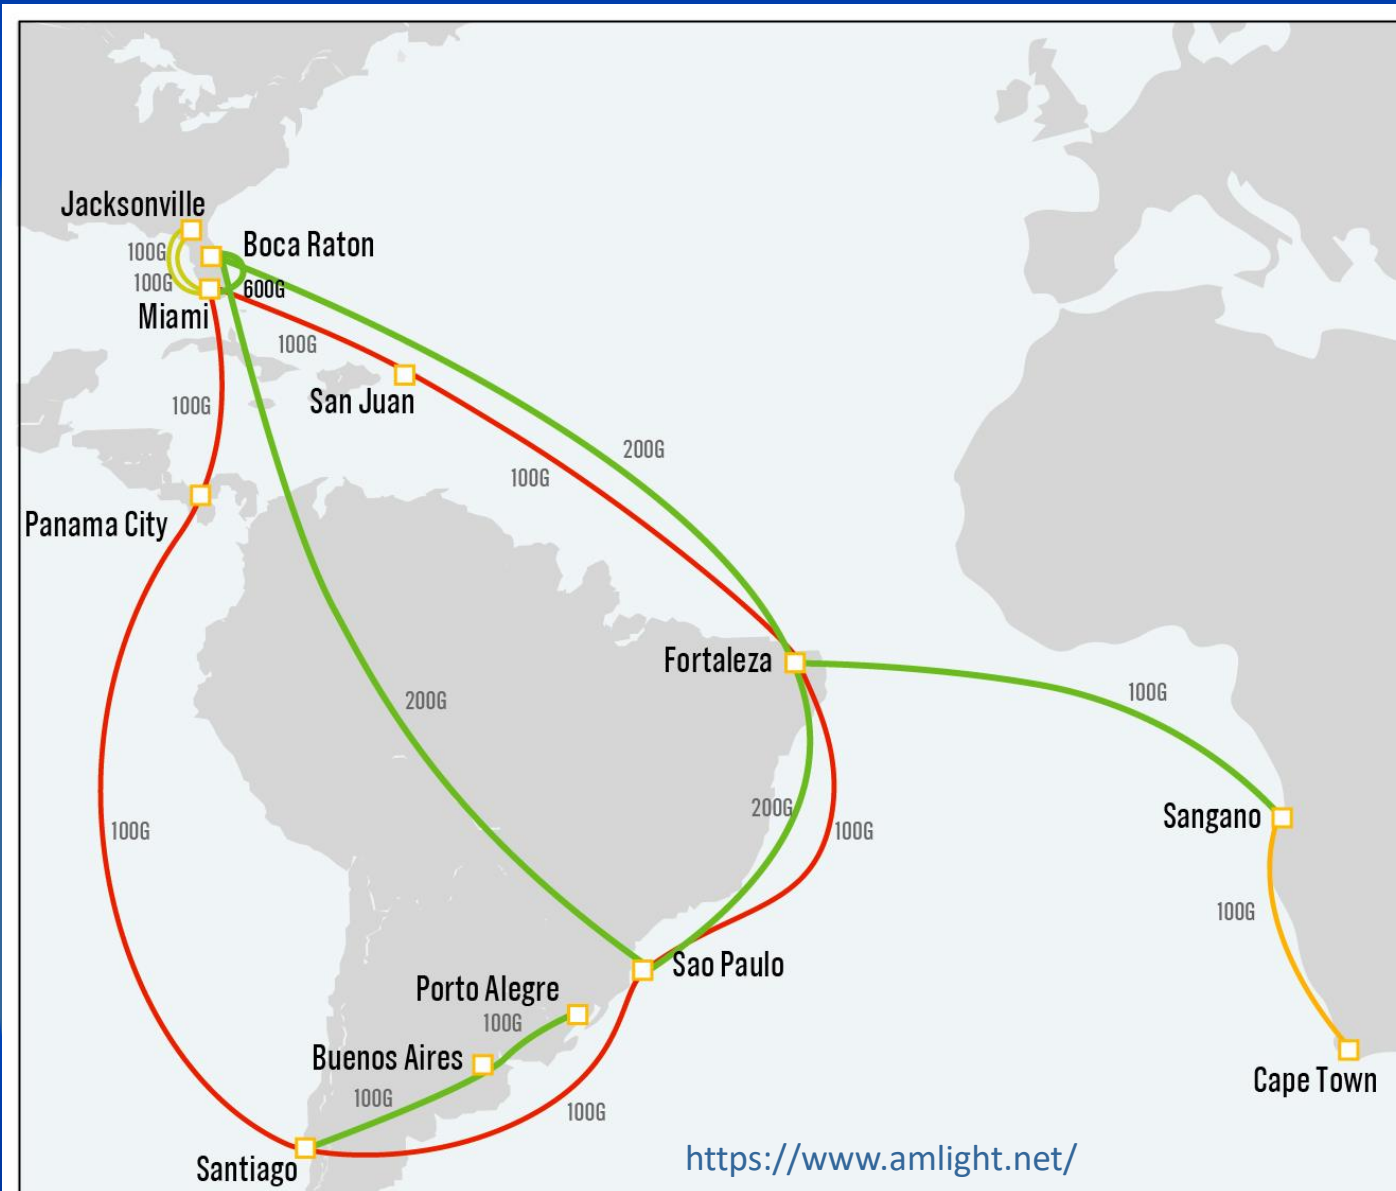 Jacksonville
Boca Raton
100G
100G
600G
Miami
100G
San Juan
100G
200G
100G
Panama City
Fortaleza
100G
200G
200G
Sangano
100G
100G
100G
Sao Paulo
Porto Alegre
100G
Buenos Aires
Cape Town
100G
100G
https://www.amlight.net/
Santiago